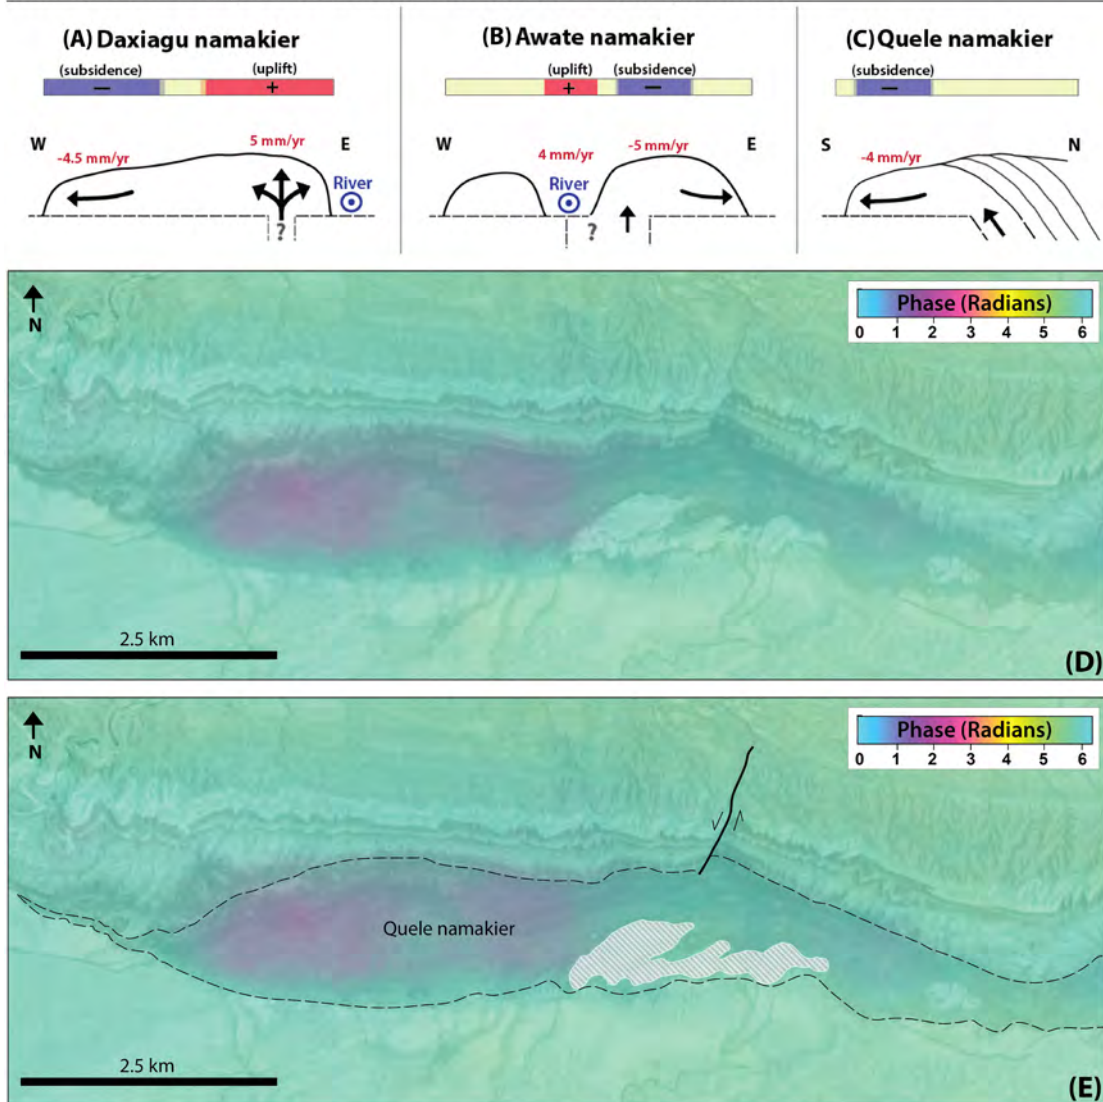 (A) Daxiagu namakier
(subsidence)
(uplift)
−
+
W
-4.5 mm/yr
5 mm/yr
E
River
?
(B) Awate namakier
(uplift)
(subsidence)
+
−
W
4 mm/yr
-5 mm/yr
E
River
?
(C) Quele namakier
(subsidence)
−
S
-4 mm/yr
N
N
Phase (Radians)
0 1 2 3 4 5 6
2.5 km
(D)
N
Phase (Radians)
0 1 2 3 4 5 6
Quele namakier
2.5 km
(E)